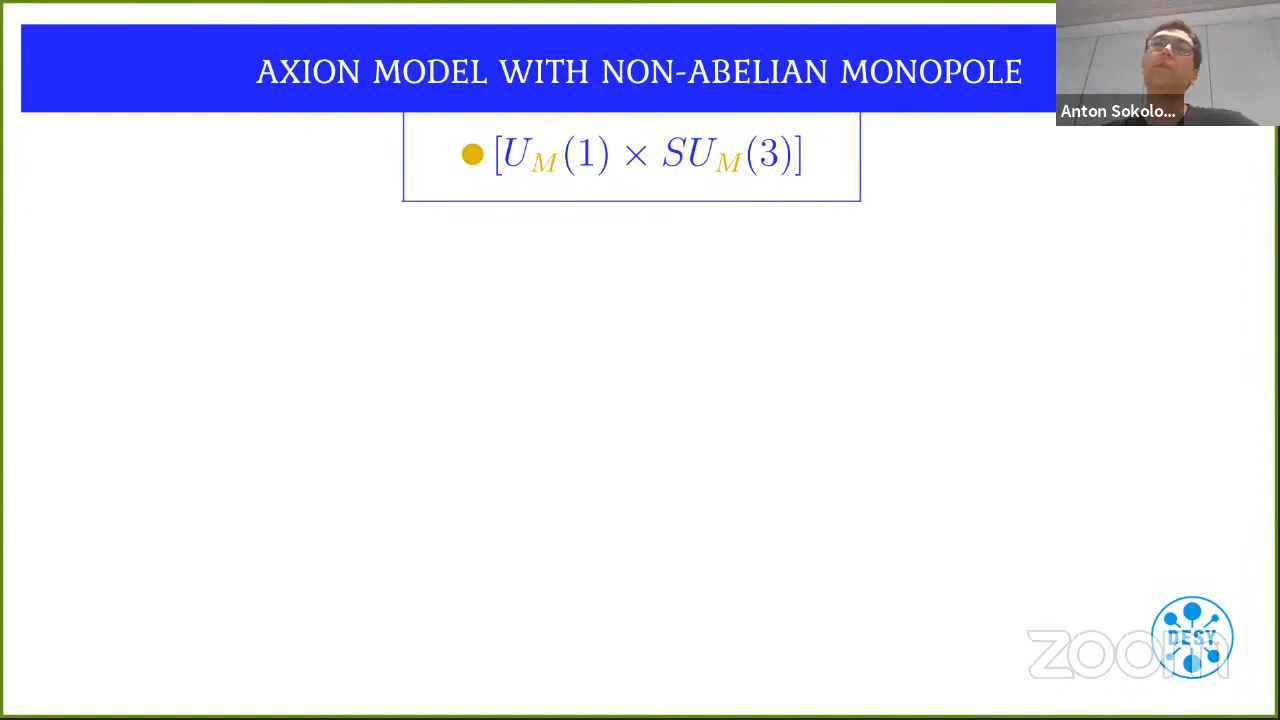 AXION MODEL WITH NON-ABELIAN MONOPOLE
Anton Sokolo...
[U_M(1) × SU_M(3)]
DESY.
zoom